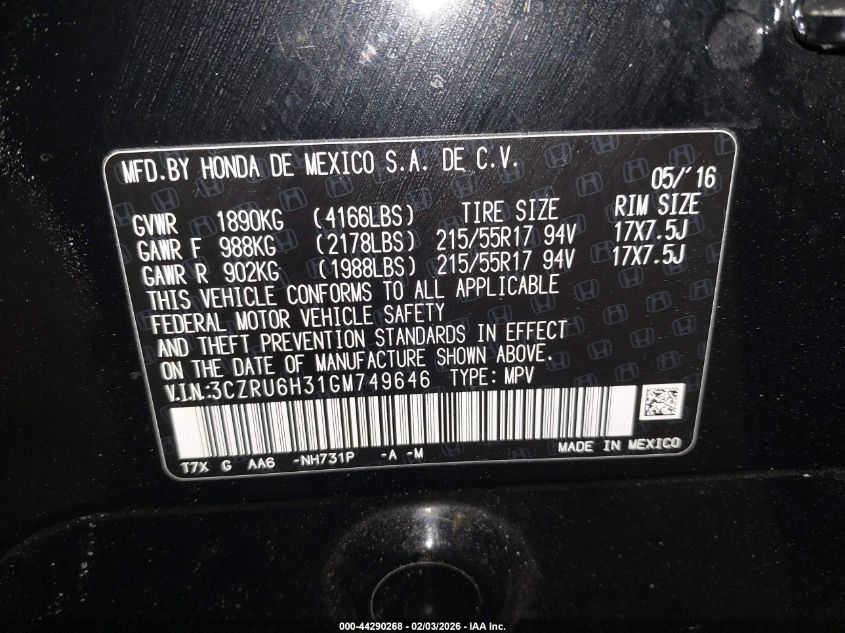 MFD.BY HONDA DE MEXICO S.A. DE C.V.
05/'16
GVWR 1890KG (4166LBS) TIRE SIZE RIM SIZE
GAWR F 988KG (2178LBS) 215/55R17 94V 17X7.5J
GAWR R 902KG (1988LBS) 215/55R17 94V 17X7.5J
THIS VEHICLE CONFORMS TO ALL APPLICABLE
FEDERAL MOTOR VEHICLE SAFETY
AND THEFT PREVENTION STANDARDS IN EFFECT
ON THE DATE OF MANUFACTURE SHOWN ABOVE.
V.I.N.:3CZRU6H31GM749646 TYPE: MPV
T7X G AA6 -NH731P -A -M MADE IN MEXICO
000-44290268 - 02/03/2026 - IAA Inc.